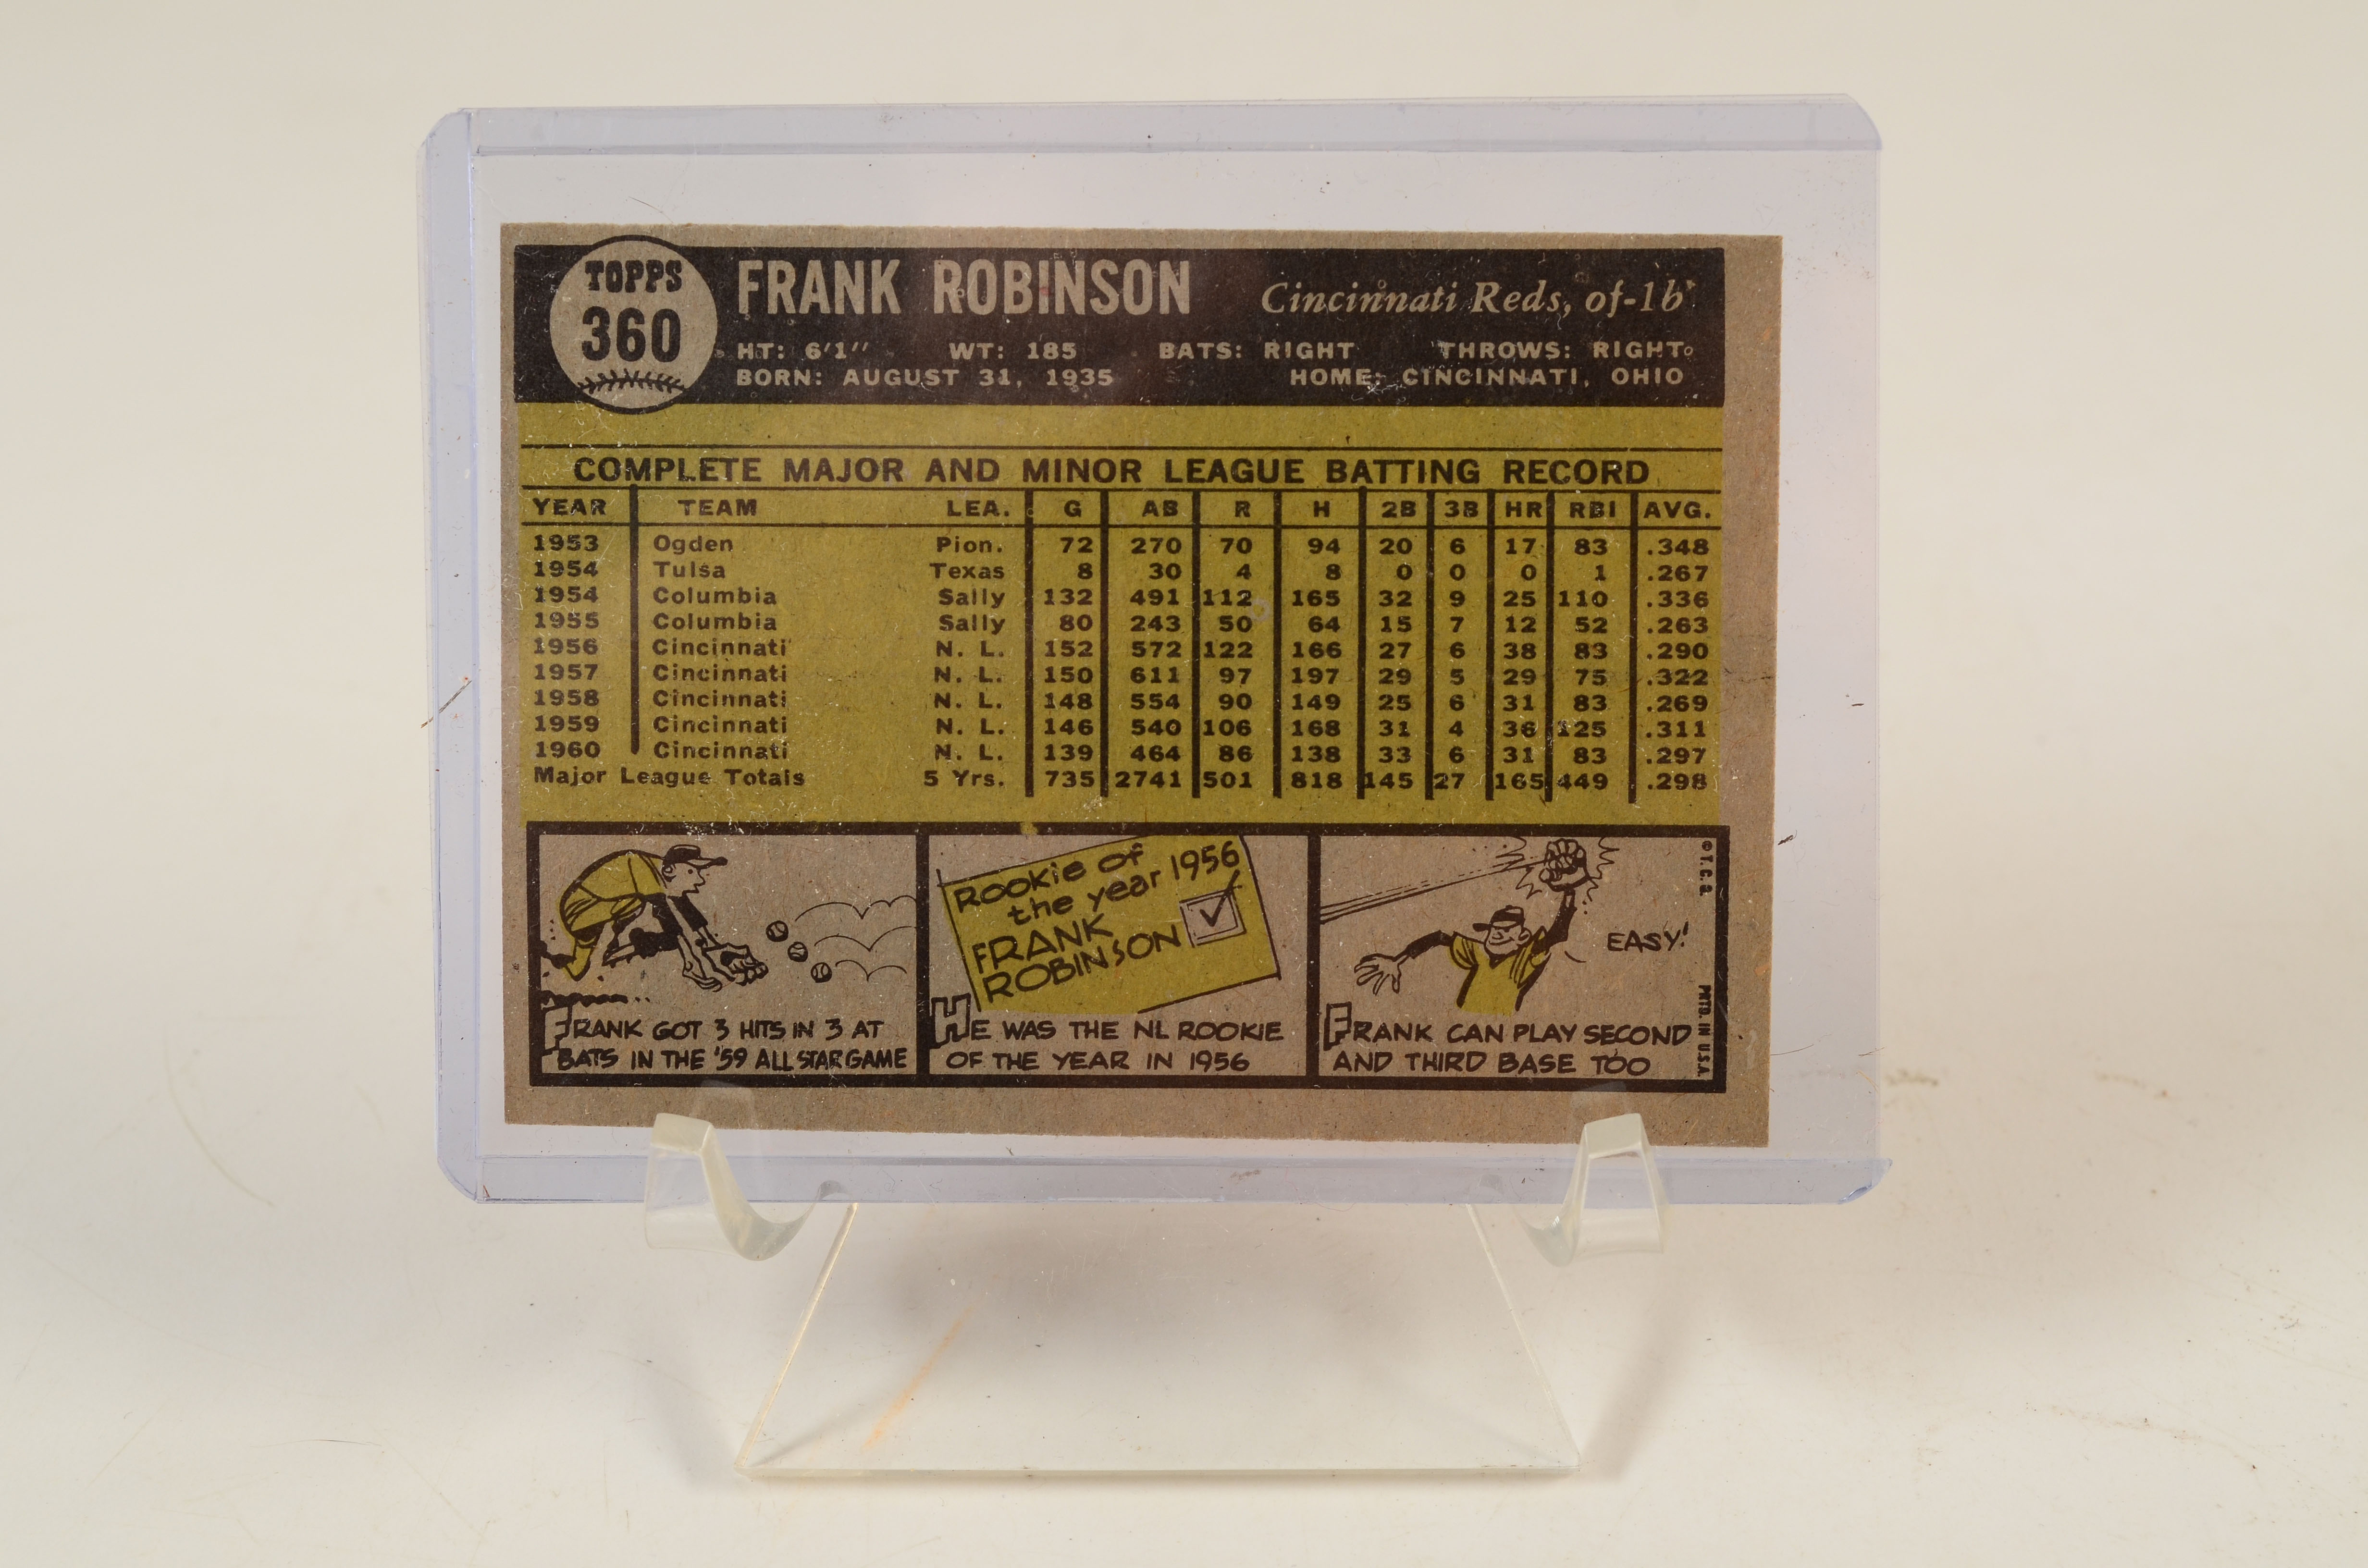 TOPPS
360
FRANK ROBINSON
Cincinnati Reds, of-1b
HT: 6'1" WT: 185 BATS: RIGHT THROWS: RIGHT
BORN: AUGUST 31, 1935 HOME: CINCINNATI, OHIO
COMPLETE MAJOR AND MINOR LEAGUE BATTING RECORD
YEAR TEAM LEA. G AB R H 2B 3B HR RBI AVG.
1953 Ogden Pion. 72 270 70 94 20 6 17 83 .348
1954 Tulsa Texas 8 30 4 8 0 0 0 1 .267
1954 Columbia Sally 132 491 112 165 32 9 25 110 .336
1955 Columbia Sally 80 243 50 64 15 7 12 52 .263
1956 Cincinnati N. L. 152 572 122 166 27 6 38 83 .290
1957 Cincinnati N. L. 150 611 97 197 29 5 29 75 .322
1958 Cincinnati N. L. 148 554 90 149 25 6 31 83 .269
1959 Cincinnati N. L. 146 540 106 168 31 4 36 125 .311
1960 Cincinnati N. L. 139 464 86 138 33 6 31 83 .297
Major League Totals 5 Yrs. 735 2741 501 818 145 27 165 449 .298
FRANK GOT 3 HITS IN 3 AT
BATS IN THE '59 ALL STAR GAME
Rookie of
the year 1956
FRANK
ROBINSON
HE WAS THE NL ROOKIE
OF THE YEAR IN 1956
EASY!
FRANK CAN PLAY SECOND
AND THIRD BASE TOO
© T.C.G.
PRTD. IN U.S.A.